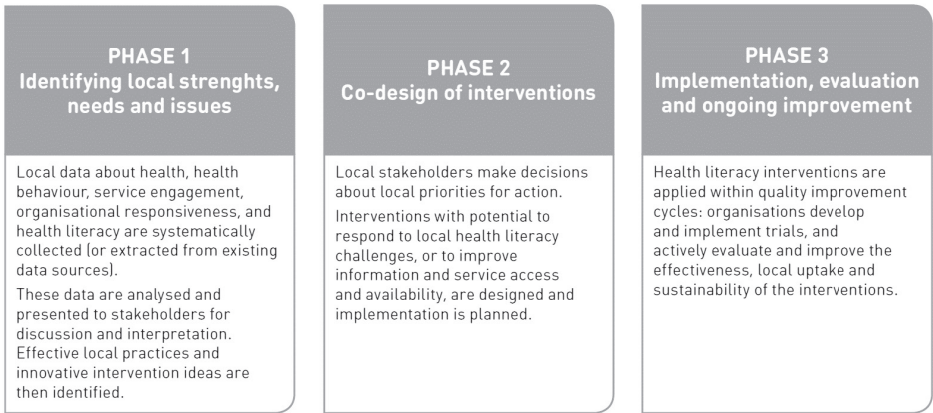 PHASE 1
Identifying local strenghts,
needs and issues
Local data about health, health
behaviour, service engagement,
organisational responsiveness, and
health literacy are systematically
collected (or extracted from existing
data sources).
These data are analysed and
presented to stakeholders for
discussion and interpretation.
Effective local practices and
innovative intervention ideas are
then identified.
PHASE 2
Co-design of interventions
Local stakeholders make decisions
about local priorities for action.
Interventions with potential to
respond to local health literacy
challenges, or to improve
information and service access
and availability, are designed and
implementation is planned.
PHASE 3
Implementation, evaluation
and ongoing improvement
Health literacy interventions are
applied within quality improvement
cycles: organisations develop
and implement trials, and
actively evaluate and improve the
effectiveness, local uptake and
sustainability of the interventions.